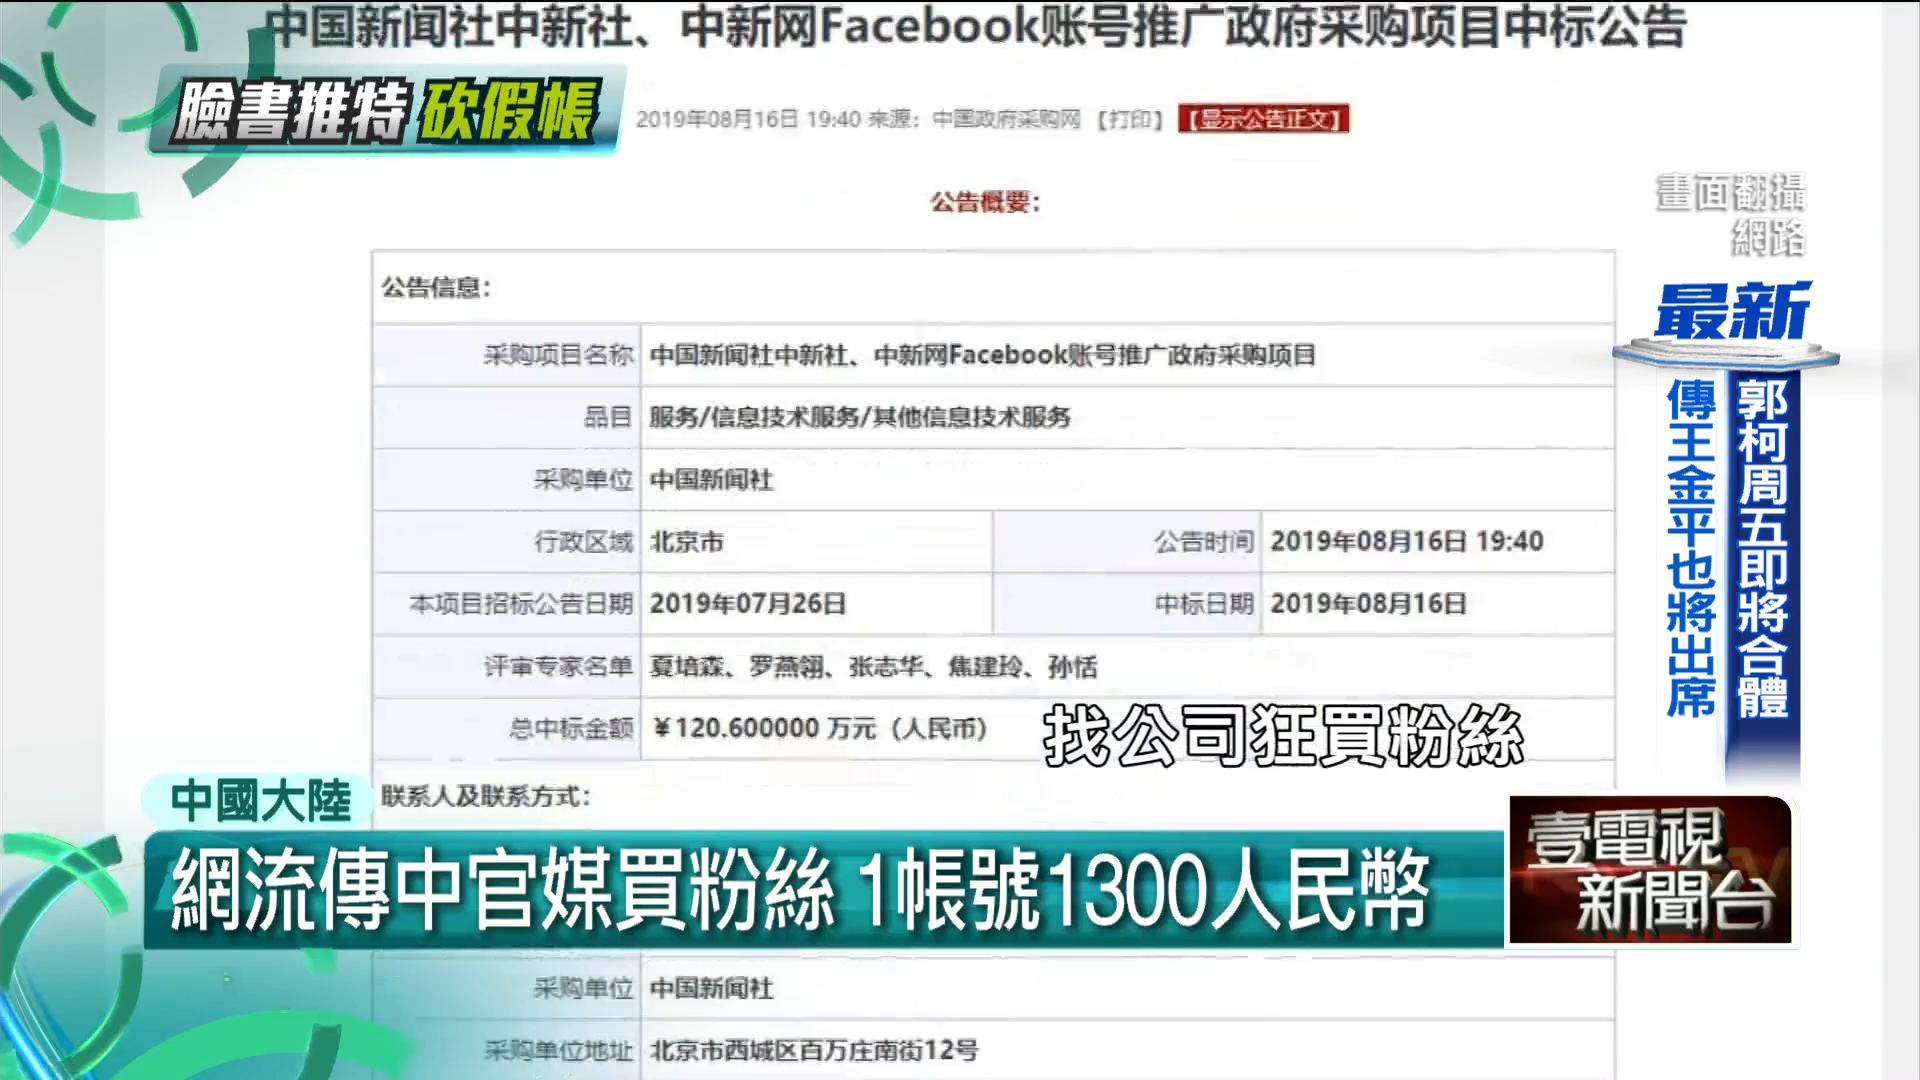 中国新闻社中新社、中新网Facebook账号推广政府采购项目中标公告
臉書推特砍假帳
2019年08月16日 19:40 来源：中国政府采购网 【打印】 【显示公告正文】
公告概要：
畫面翻攝
網路
公告信息：
最新
郭柯周五即將合體
傳王金平也將出席
采购项目名称 中国新闻社中新社、中新网Facebook账号推广政府采购项目
品目 服务/信息技术服务/其他信息技术服务
采购单位 中国新闻社
行政区域 北京市 公告时间 2019年08月16日 19:40
本项目招标公告日期 2019年07月26日 中标日期 2019年08月16日
评审专家名单 夏培森、罗燕翎、张志华、焦建玲、孙恬
总中标金额 ￥120.600000 万元（人民币）
找公司狂買粉絲
中國大陸
联系人及联系方式：
網流傳中官媒買粉絲 1帳號1300人民幣
壹電視
新聞台
采购单位 中国新闻社
采购单位地址 北京市西城区百万庄南街12号